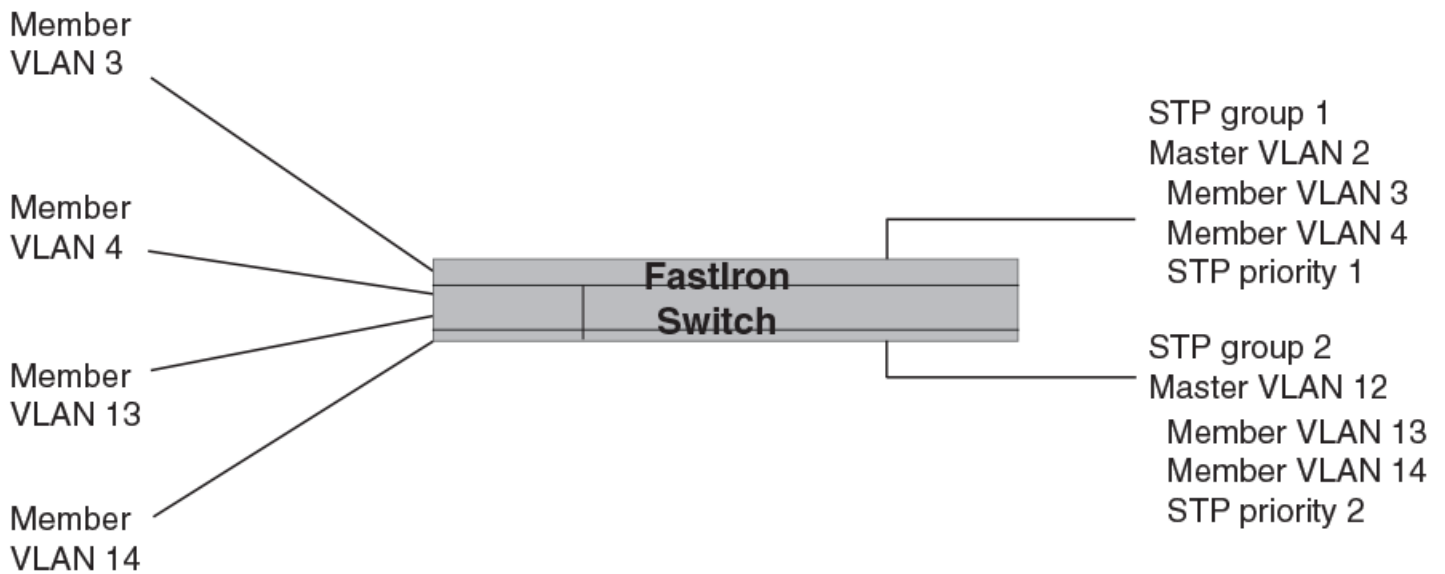 Member
VLAN 3
Member
VLAN 4
Member
VLAN 13
Member
VLAN 14
FastIron
Switch
STP group 1
Master VLAN 2
Member VLAN 3
Member VLAN 4
STP priority 1
STP group 2
Master VLAN 12
Member VLAN 13
Member VLAN 14
STP priority 2